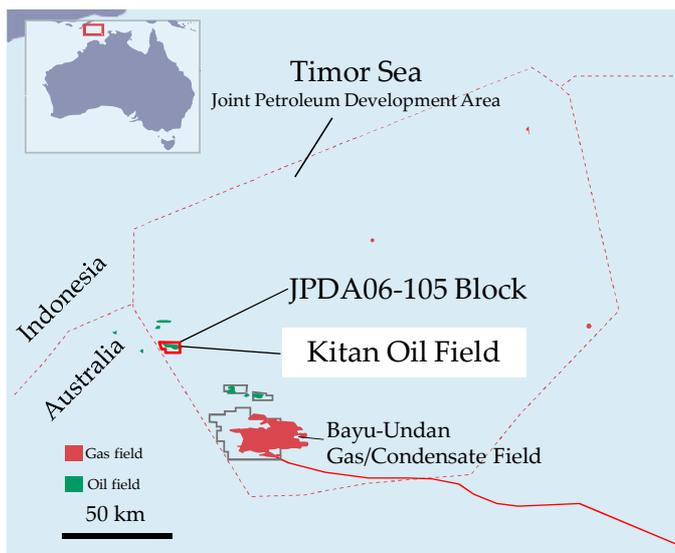 Timor Sea
Joint Petroleum Development Area
Indonesia
Australia
JPDA06-105 Block
Kitan Oil Field
Bayu-Undan
Gas/Condensate Field
Gas field
Oil field
50 km